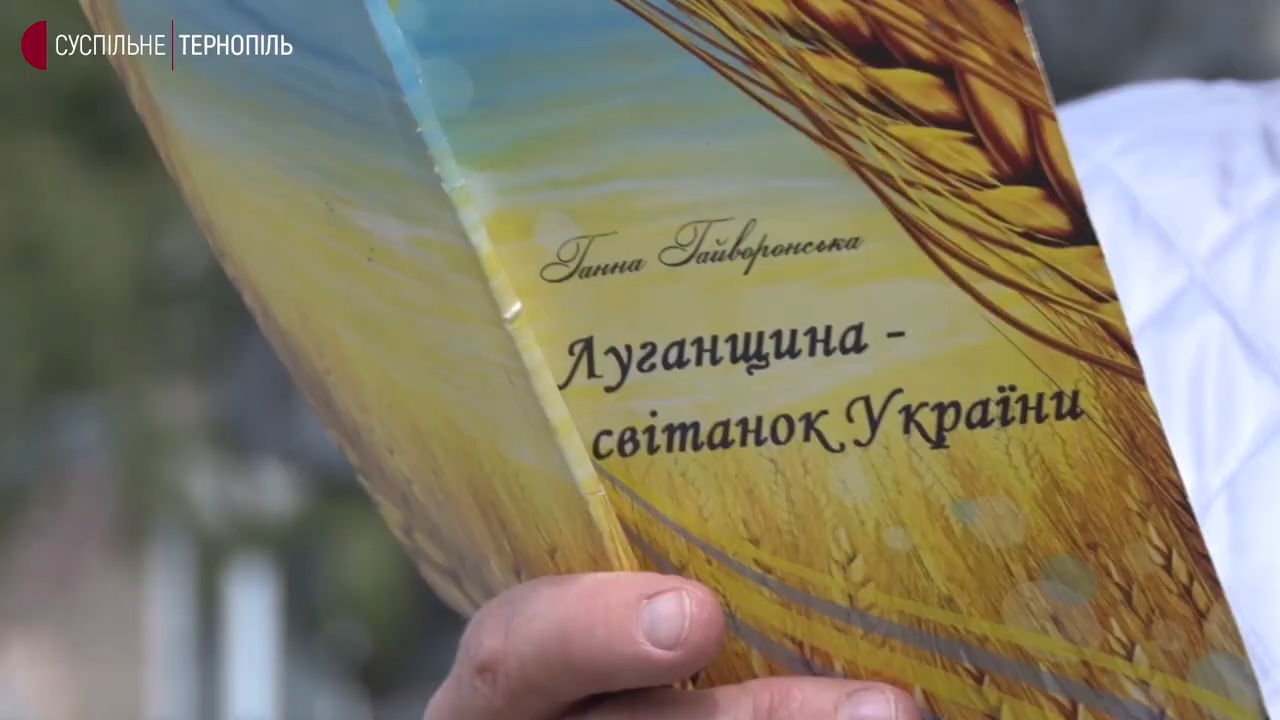 СУСПІЛЬНЕ ТЕРНОПІЛЬ
Ганна Гайворонська
Луганщина -
світанок України